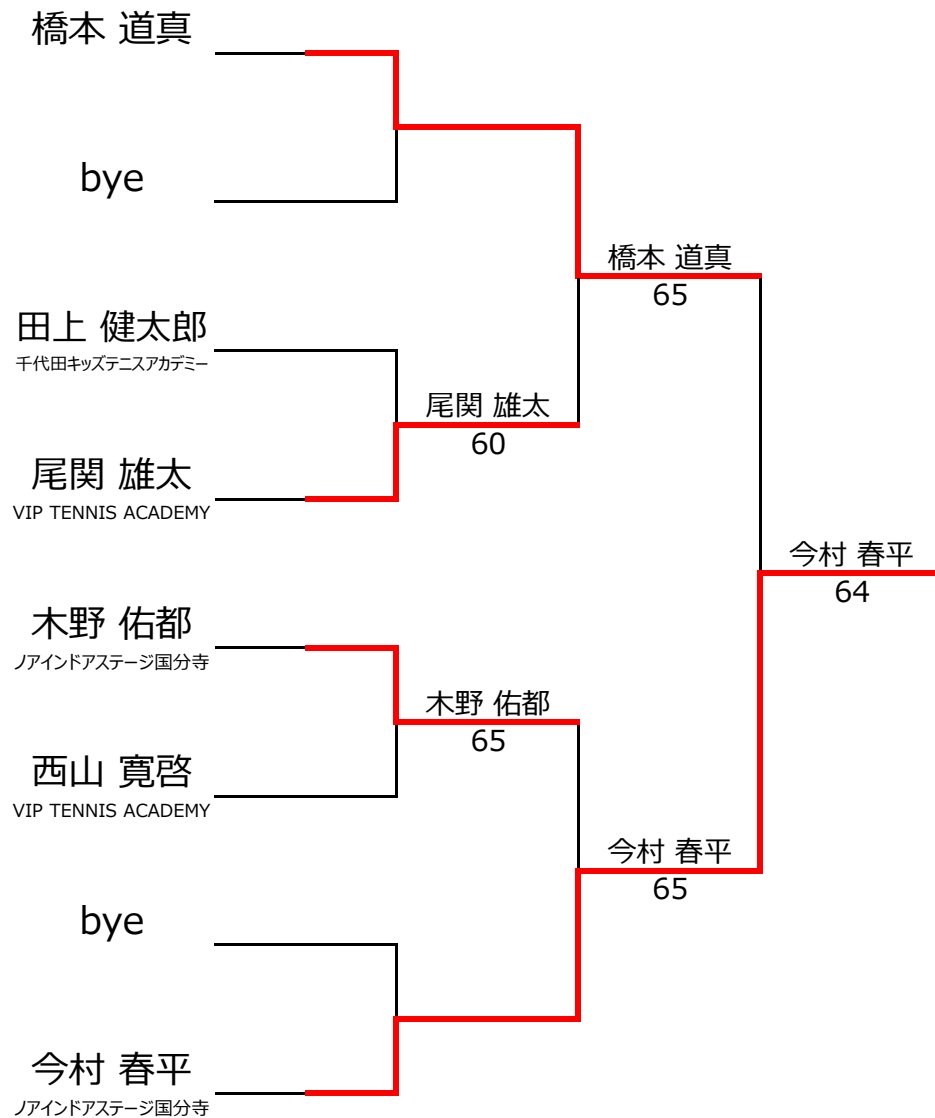 橋本 道真
bye
田上 健太郎
千代田キッズテニスアカデミー
尾関 雄太
VIP TENNIS ACADEMY
木野 佑都
ノアインドアステージ国分寺
西山 寛啓
VIP TENNIS ACADEMY
bye
今村 春平
ノアインドアステージ国分寺
尾関 雄太
60
木野 佑都
65
橋本 道真
65
今村 春平
65
今村 春平
64